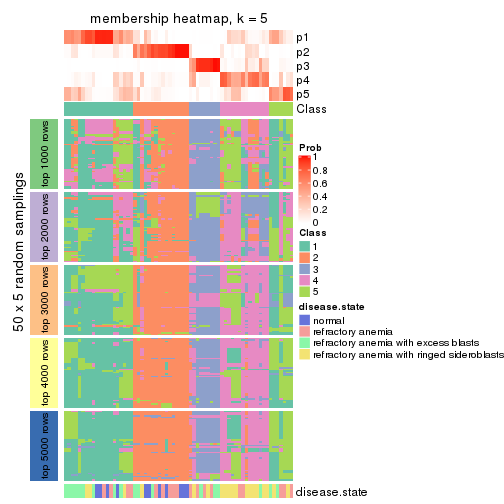 membership heatmap, k = 5
p1
p2
p3
p4
p5
Class
50 x 5 random samplings
top 1000 rows
top 2000 rows
top 3000 rows
top 4000 rows
top 5000 rows
disease.state
Prob
1
0.8
0.6
0.4
0.2
0
Class
1
2
3
4
5
disease.state
normal
refractory anemia
refractory anemia with excess blasts
refractory anemia with ringed sideroblasts